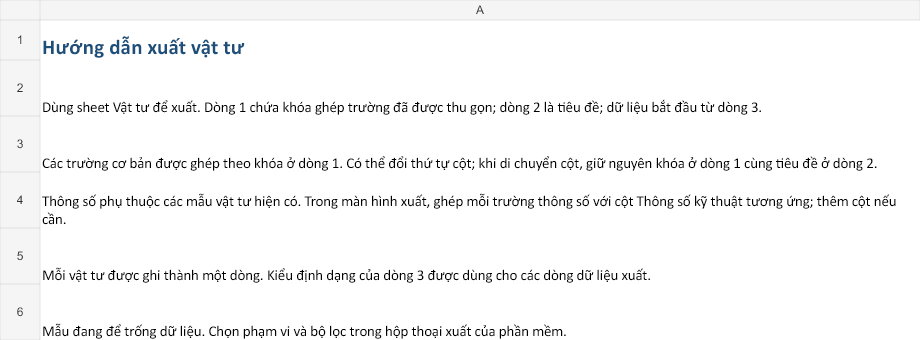 A
1
Hướng dẫn xuất vật tư
2
Dùng sheet Vật tư để xuất. Dòng 1 chứa khóa ghép trường đã được thu gọn; dòng 2 là tiêu đề; dữ liệu bắt đầu từ dòng 3.
3
Các trường cơ bản được ghép theo khóa ở dòng 1. Có thể đổi thứ tự cột; khi di chuyển cột, giữ nguyên khóa ở dòng 1 cùng tiêu đề ở dòng 2.
4
Thông số phụ thuộc các mẫu vật tư hiện có. Trong màn hình xuất, ghép mỗi trường thông số với cột Thông số kỹ thuật tương ứng; thêm cột nếu
cần.
5
Mỗi vật tư được ghi thành một dòng. Kiểu định dạng của dòng 3 được dùng cho các dòng dữ liệu xuất.
6
Mẫu đang để trống dữ liệu. Chọn phạm vi và bộ lọc trong hộp thoại xuất của phần mềm.